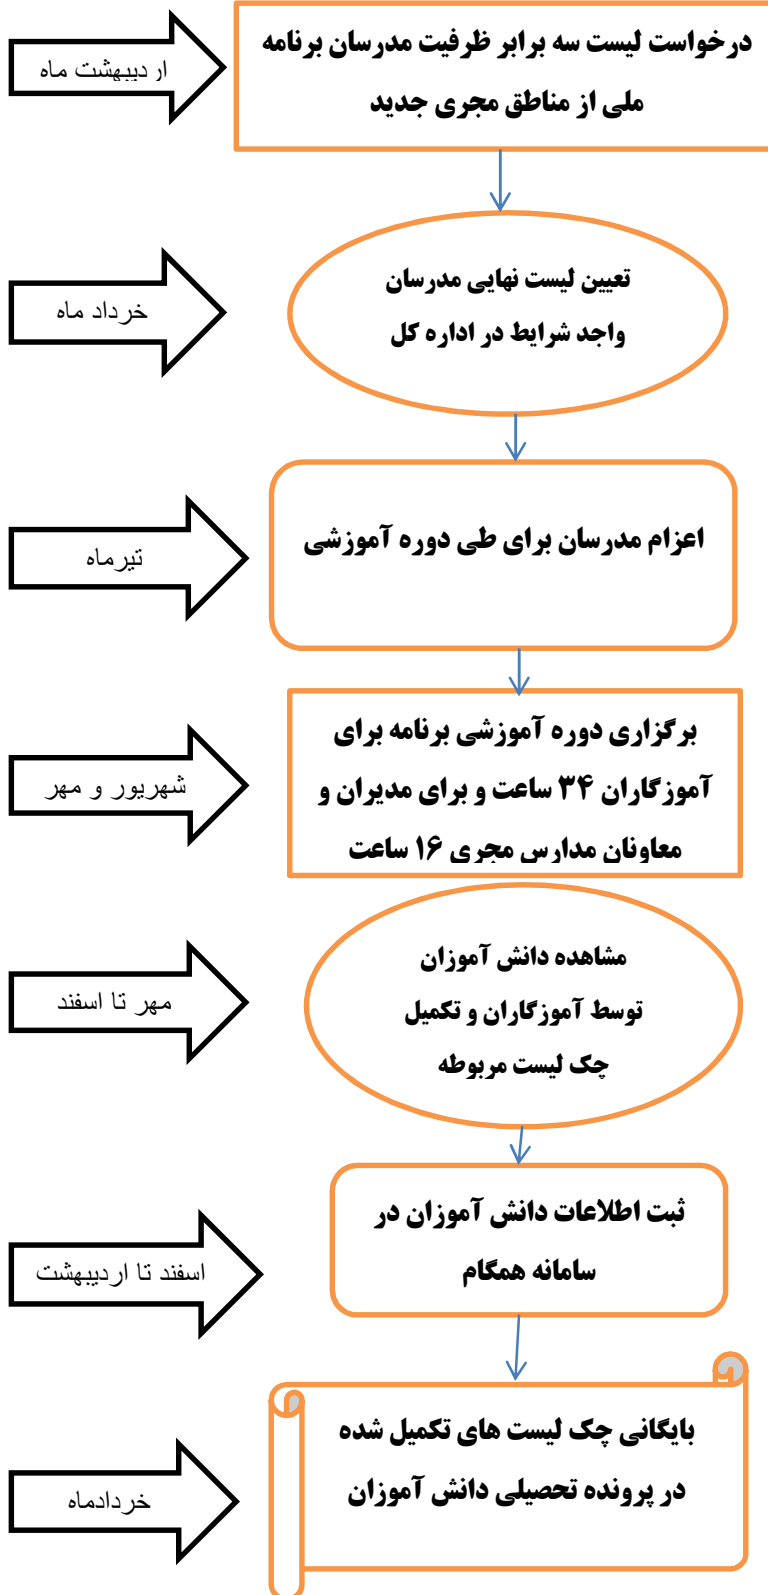 درخواست لیست سه برابر ظرفیت مدرسان برنامه
ملی از مناطق مجری جدید
اردیبهشت ماه
تعیین لیست نهایی مدرسان
واجد شرایط در اداره کل
خرداد ماه
اعزام مدرسان برای طی دوره آموزشی
تیرماه
برگزاری دوره آموزشی برنامه برای
آموزگاران ۳۴ ساعت و برای مدیران و
معاونان مدارس مجری ۱۶ ساعت
شهریور و مهر
مشاهده دانش آموزان
توسط آموزگاران و تکمیل
چک لیست مربوطه
مهر تا اسفند
ثبت اطلاعات دانش آموزان در
سامانه همگام
اسفند تا اردیبهشت
بایگانی چک لیست های تکمیل شده
در پرونده تحصیلی دانش آموزان
خردادماه